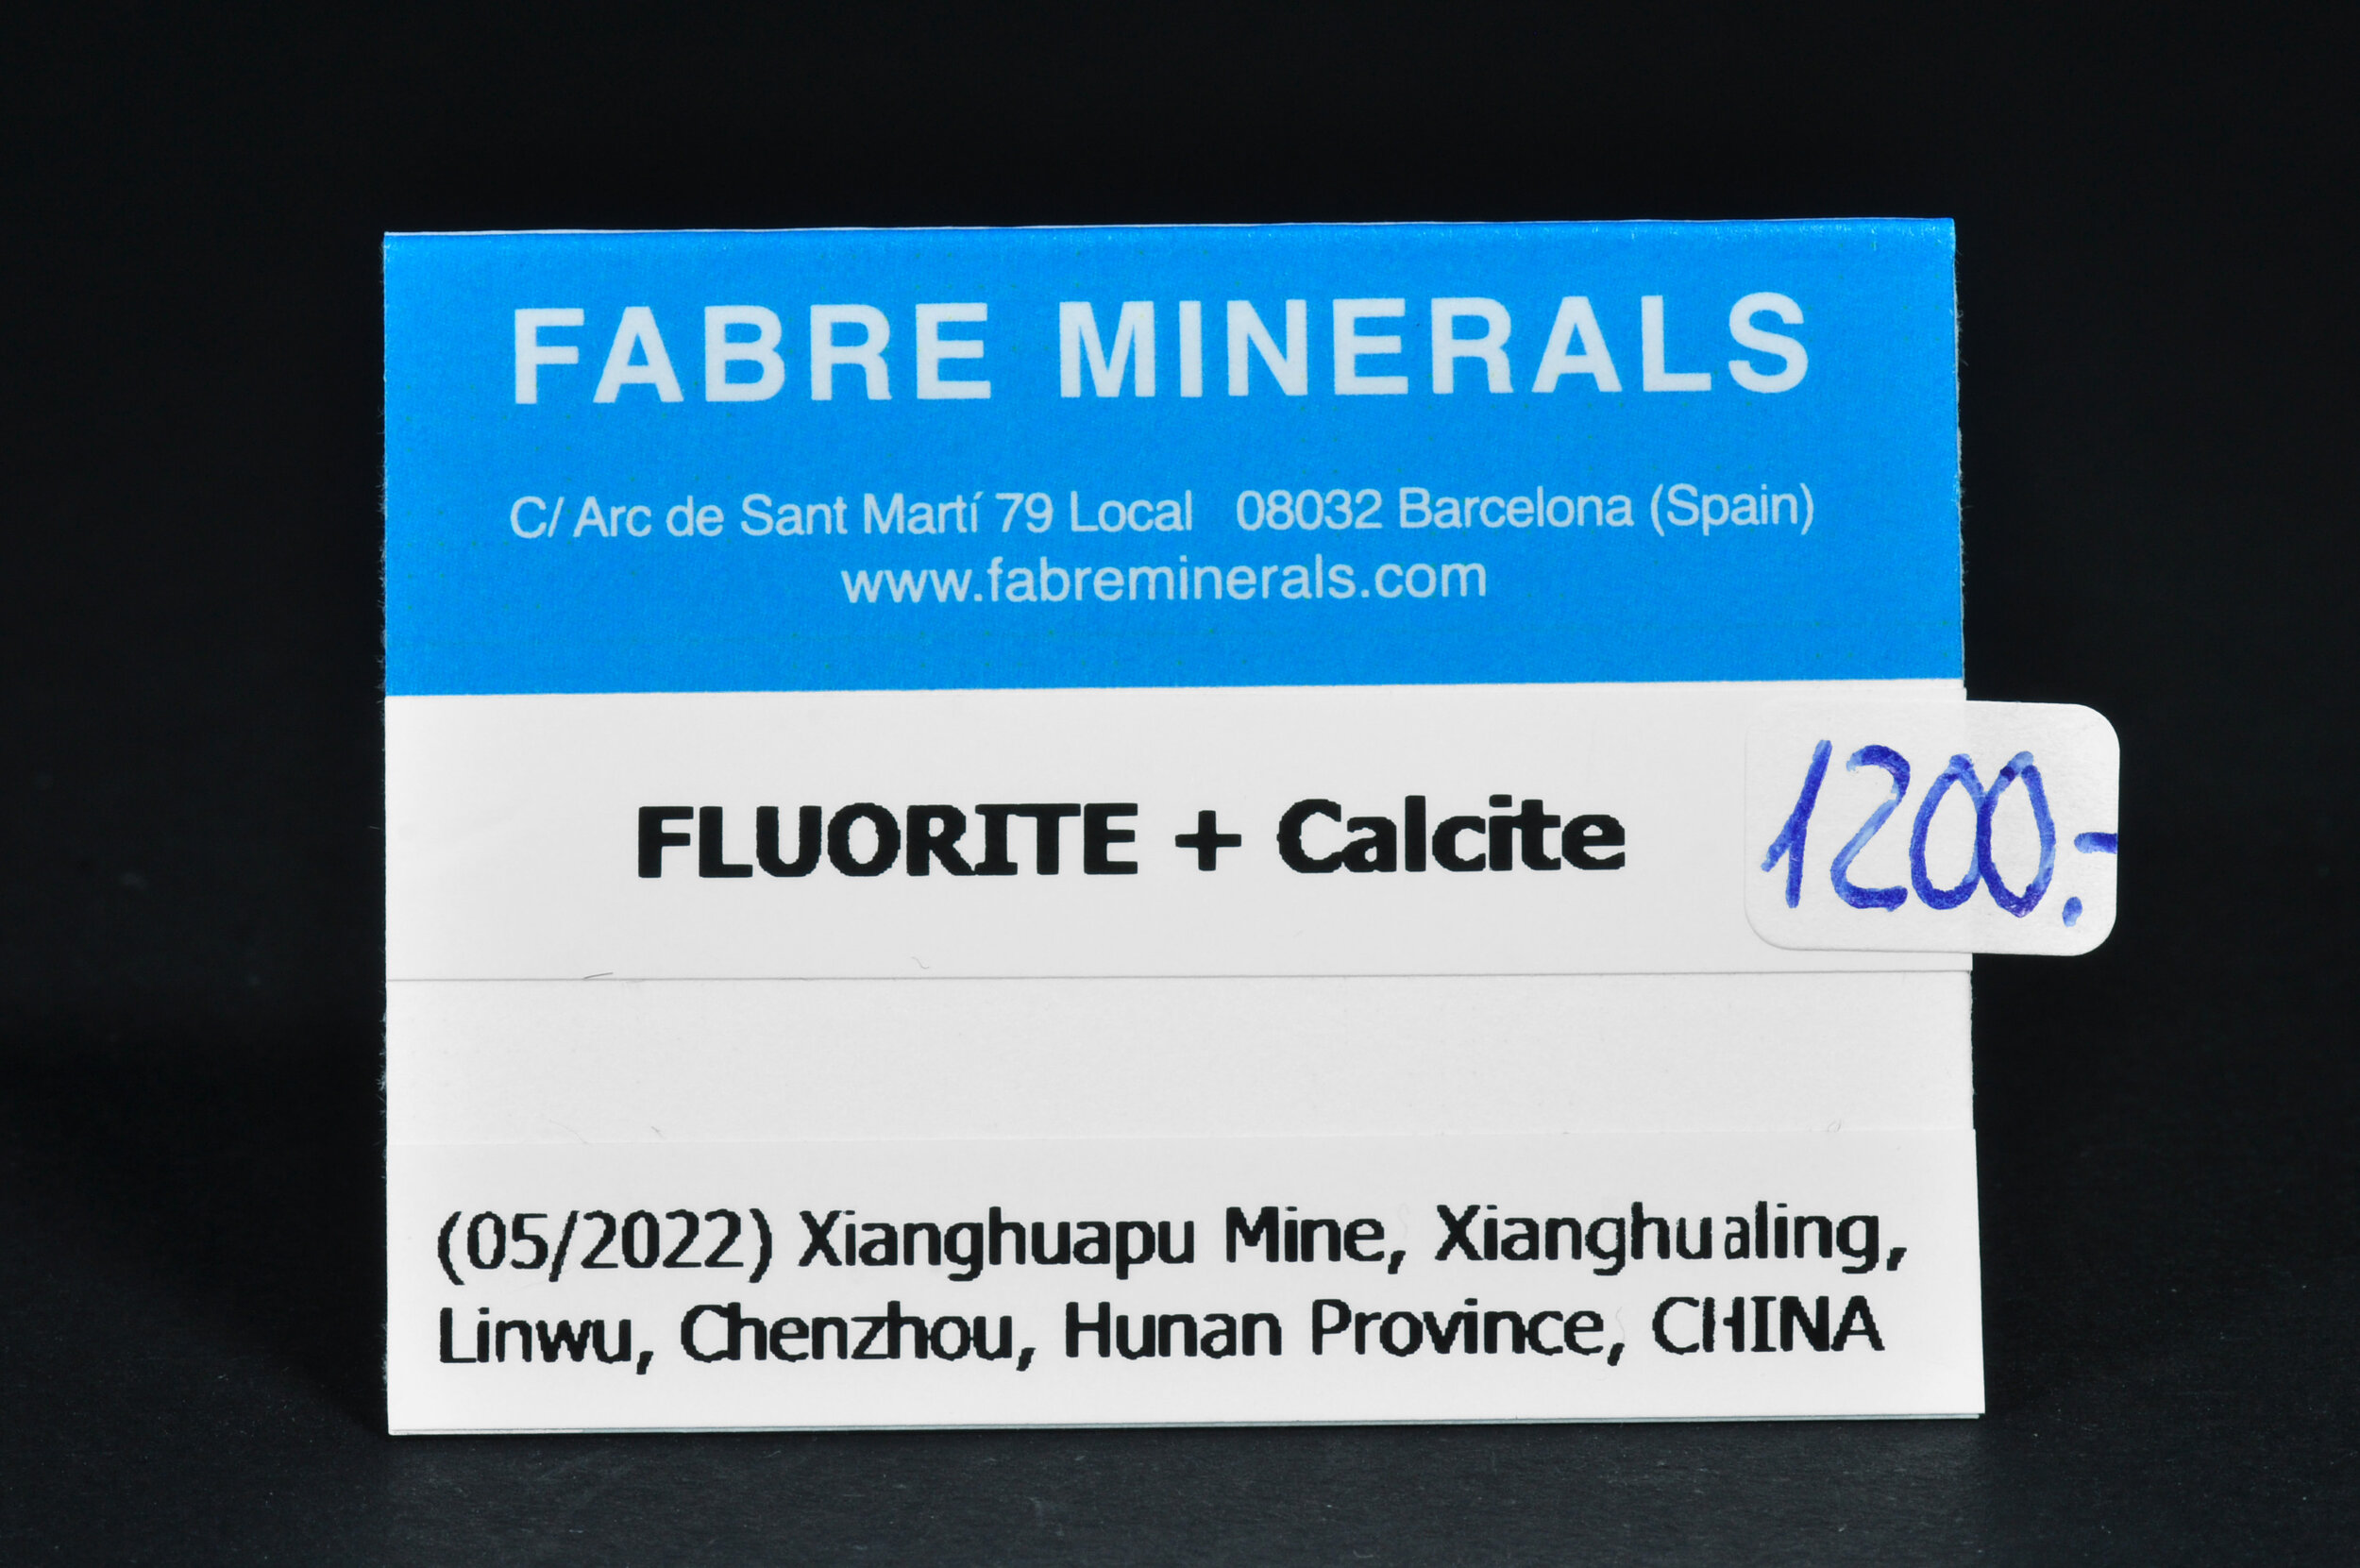 FABRE MINERALS
C/ Arc de Sant Martí 79 Local 08032 Barcelona (Spain)
www.fabreminerals.com
FLUORITE + Calcite
1200.-
(05/2022) Xianghuapu Mine, Xianghualing,
Linwu, Chenzhou, Hunan Province, CHINA